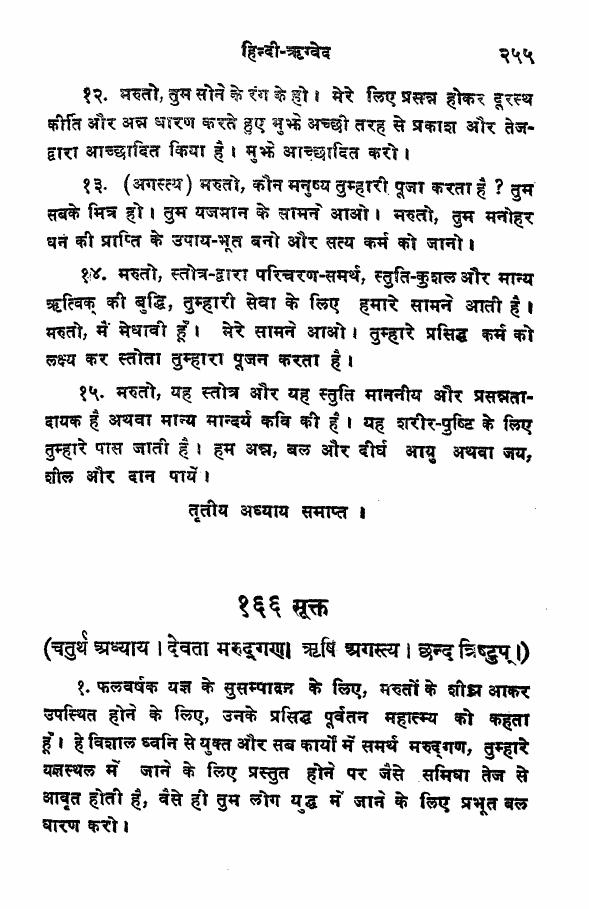 हिन्दी-ऋग्वेद २५५
१२. मरुतो, तुम सोने के रंग के हो। मेरे लिए प्रसन्न होकर दूरस्थ
कीर्ति और अन्न धारण करते हुए मुझे अच्छी तरह से प्रकाश और तेज-
द्वारा आच्छादित किया है। मुझे आच्छादित करो।
१३. (अगस्त्य) मरुतो, कौन मनुष्य तुम्हारी पूजा करता है? तुम
सबके मित्र हो। तुम यजमान के सामने आओ। मरुतो, तुम मनोहर
धन की प्राप्ति के उपाय-भूत बनो और सत्य कर्म को जानो।
१४. मरुतो, स्तोत्र-द्वारा परिचरण-समर्थ, स्तुति-कुशल और मान्य
ऋत्विक् की बुद्धि, तुम्हारी सेवा के लिए हमारे सामने आती है।
मरुतो, मैं मेधावी हूँ। मेरे सामने आओ। तुम्हारे प्रसिद्ध कर्म को
लक्ष्य कर स्तोता तुम्हारा पूजन करता है।
१५. मरुतो, यह स्तोत्र और यह स्तुति माननीय और प्रसन्नता-
दायक है अथवा मान्य मान्दर्य कवि की है। यह शरीर-पुष्टि के लिए
तुम्हारे पास जाती है। हम अन्न, बल और दीर्घ आयु अथवा जय,
शील और दान पायें।
तृतीय अध्याय समाप्त।
१६६ सूक्त
(चतुर्थ अध्याय। देवता मरुद्गण। ऋषि अगस्त्य। छन्द त्रिष्टुप्।)
१. फलवर्षक यज्ञ के सुसम्पादन के लिए, मरुतों के शीघ्र आकर
उपस्थित होने के लिए, उनके प्रसिद्ध पूर्वतन महात्म्य को कहता
हूँ। हे विशाल ध्वनि से युक्त और सब कार्यों में समर्थ मरुद्गण, तुम्हारे
यज्ञस्थल में जाने के लिए प्रस्तुत होने पर जैसे समिधा तेज से
आवृत होती है, वैसे ही तुम लोग युद्ध में जाने के लिए प्रभूत बल
धारण करो।